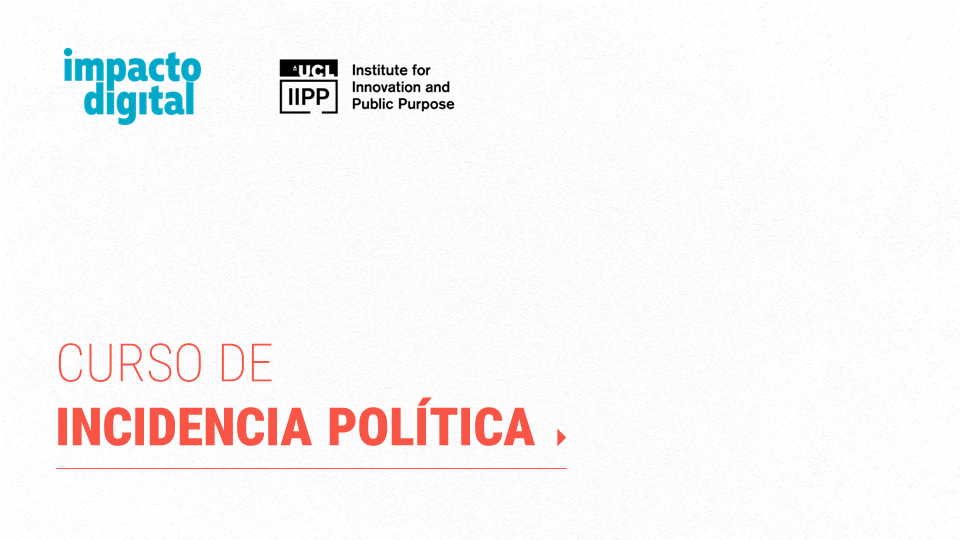 impacto
digital
UCL
IIPP
Institute for
Innovation and
Public Purpose
CURSO DE
INCIDENCIA POLÍTICA